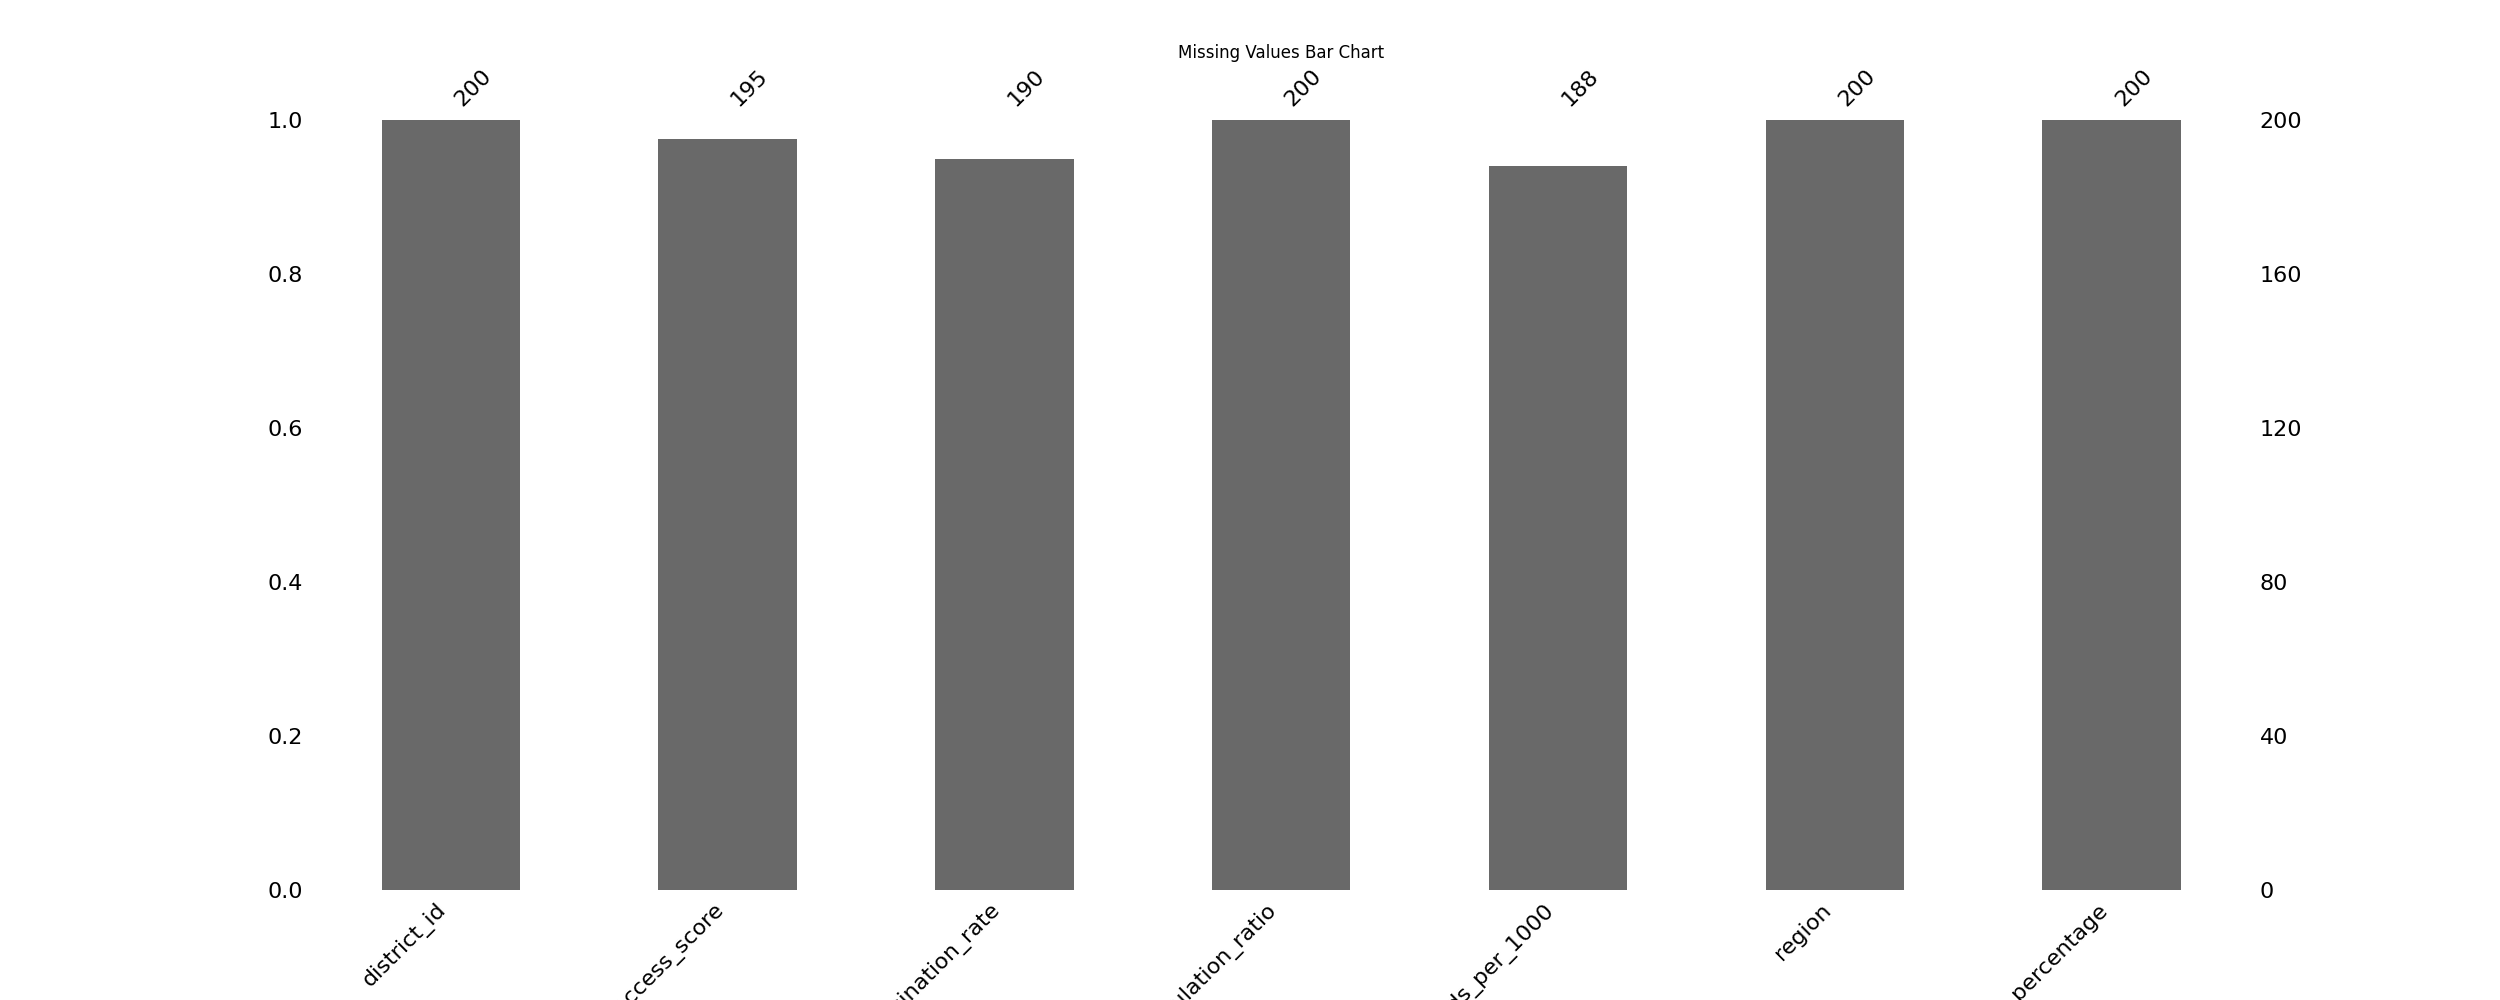 Missing Values Bar Chart
200 195 190 200 188 200 200
1.0 200
0.8 160
0.6 120
0.4 80
0.2 40
0.0 0
district_id ccess_score ination_rate ulation_ratio ds_per_1000 region percentage